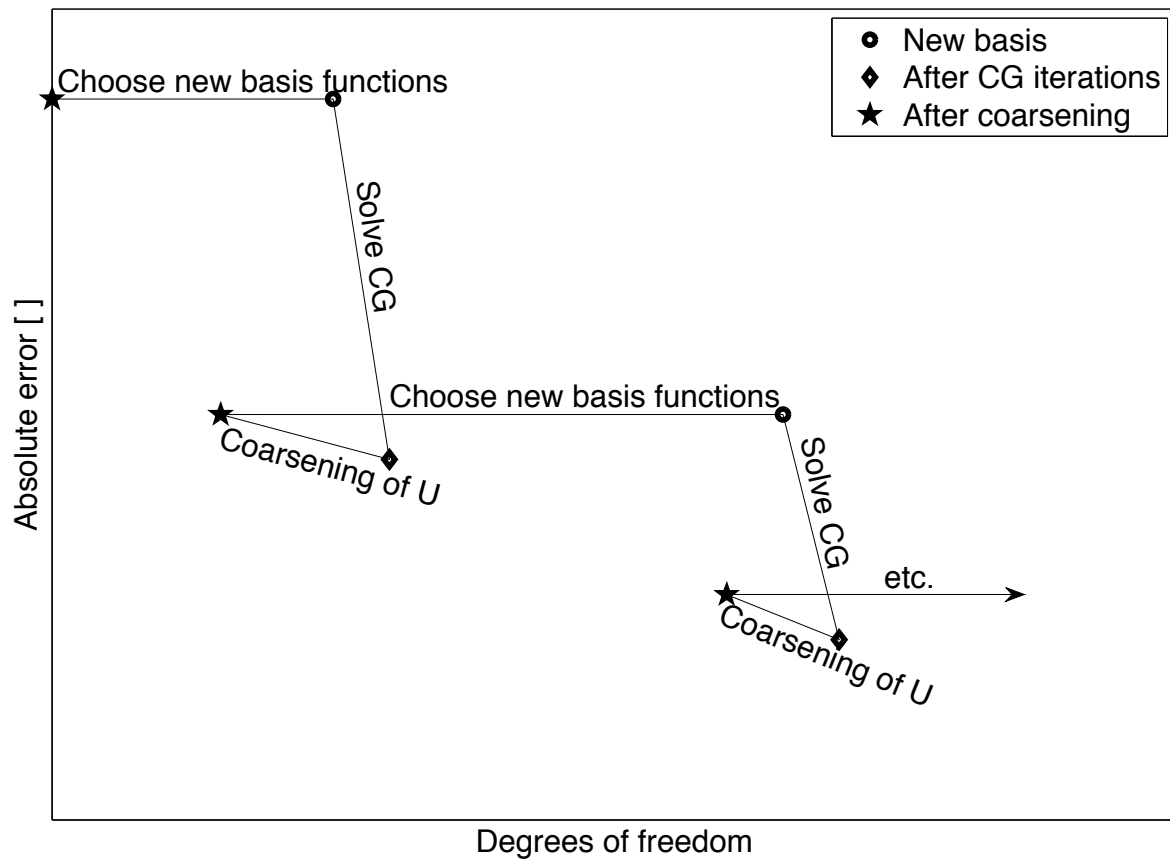 New basis
After CG iterations
After coarsening
Choose new basis functions
Solve CG
Choose new basis functions
Coarsening of U
Solve CG
etc.
Coarsening of U
Absolute error [ ]
Degrees of freedom